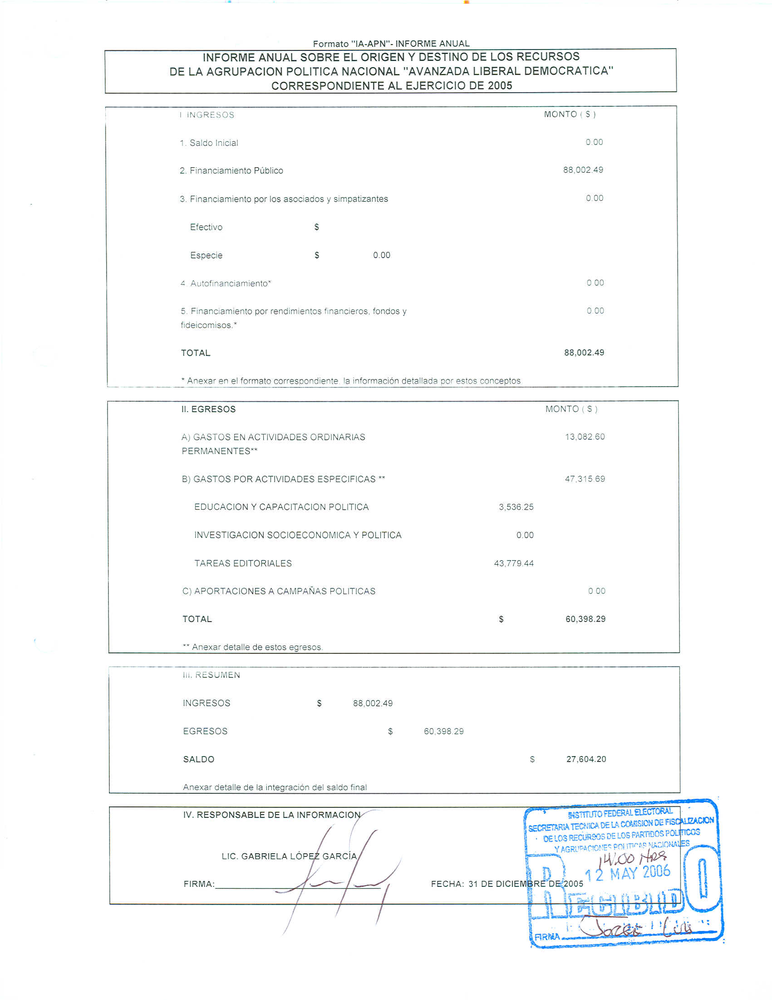 Formato "IA-APN"- INFORME ANUAL
INFORME ANUAL SOBRE EL ORIGEN Y DESTINO DE LOS RECURSOS
DE LA AGRUPACION POLITICA NACIONAL "AVANZADA LIBERAL DEMOCRATICA"
CORRESPONDIENTE AL EJERCICIO DE 2005
I INGRESOS MONTO ( $ )
1. Saldo Inicial 0.00
2. Financiamiento Público 88,002.49
3. Financiamiento por los asociados y simpatizantes 0.00
Efectivo $
Especie $ 0.00
4. Autofinanciamiento* 0.00
5. Financiamiento por rendimientos financieros, fondos y 0.00
fideicomisos.*
TOTAL 88,002.49
* Anexar en el formato correspondiente, la información detallada por estos conceptos
II. EGRESOS MONTO ( $ )
A) GASTOS EN ACTIVIDADES ORDINARIAS 13,082.60
PERMANENTES**
B) GASTOS POR ACTIVIDADES ESPECIFICAS ** 47,315.69
EDUCACION Y CAPACITACION POLITICA 3,536.25
INVESTIGACION SOCIOECONOMICA Y POLITICA 0.00
TAREAS EDITORIALES 43,779.44
C) APORTACIONES A CAMPAÑAS POLITICAS 0.00
TOTAL $ 60,398.29
** Anexar detalle de estos egresos.
III. RESUMEN
INGRESOS $ 88,002.49
EGRESOS $ 60,398.29
SALDO $ 27,604.20
Anexar detalle de la integración del saldo final
IV. RESPONSABLE DE LA INFORMACION
LIC. GABRIELA LÓPEZ GARCÍA
FIRMA: FECHA: 31 DE DICIEMBRE DE 2005
INSTITUTO FEDERAL ELECTORAL
SECRETARIA TECNICA DE LA COMISION DE FISCALIZACION
DE LOS RECURSOS DE LOS PARTIDOS POLITICOS
Y AGRUPACIONES POLITICAS NACIONALES
14:00 Hrs
12 MAY 2006
RECIBIDO
FIRMA